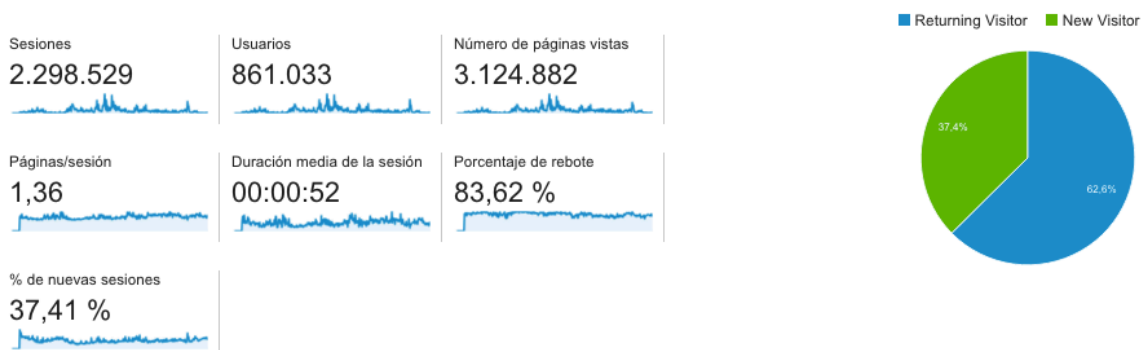 Returning Visitor New Visitor
Sesiones
2.298.529
Usuarios
861.033
Número de páginas vistas
3.124.882
Páginas/sesión
1,36
Duración media de la sesión
00:00:52
Porcentaje de rebote
83,62 %
% de nuevas sesiones
37,41 %
37,4%
62,6%